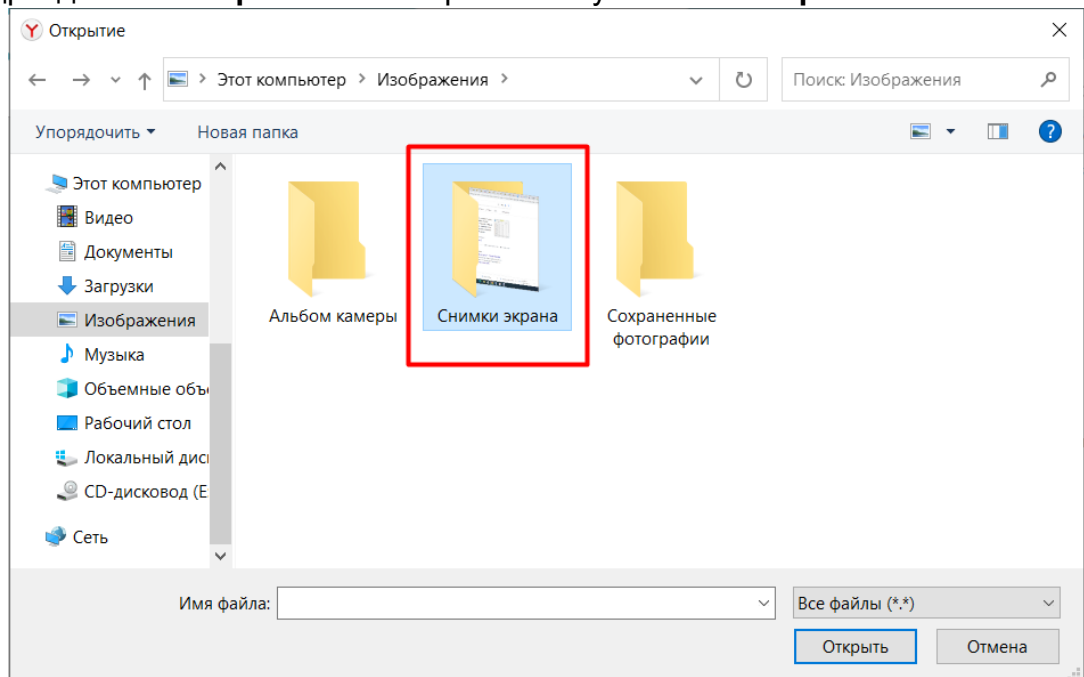 Открытие
Этот компьютер > Изображения >
Поиск: Изображения
Упорядочить
Новая папка
Этот компьютер
Видео
Документы
Загрузки
Изображения
Музыка
Объемные объ
Рабочий стол
Локальный дис
CD-дисковод (E
Сеть
Альбом камеры
Снимки экрана
Сохраненные
фотографии
Имя файла:
Все файлы (*.*)
Открыть
Отмена